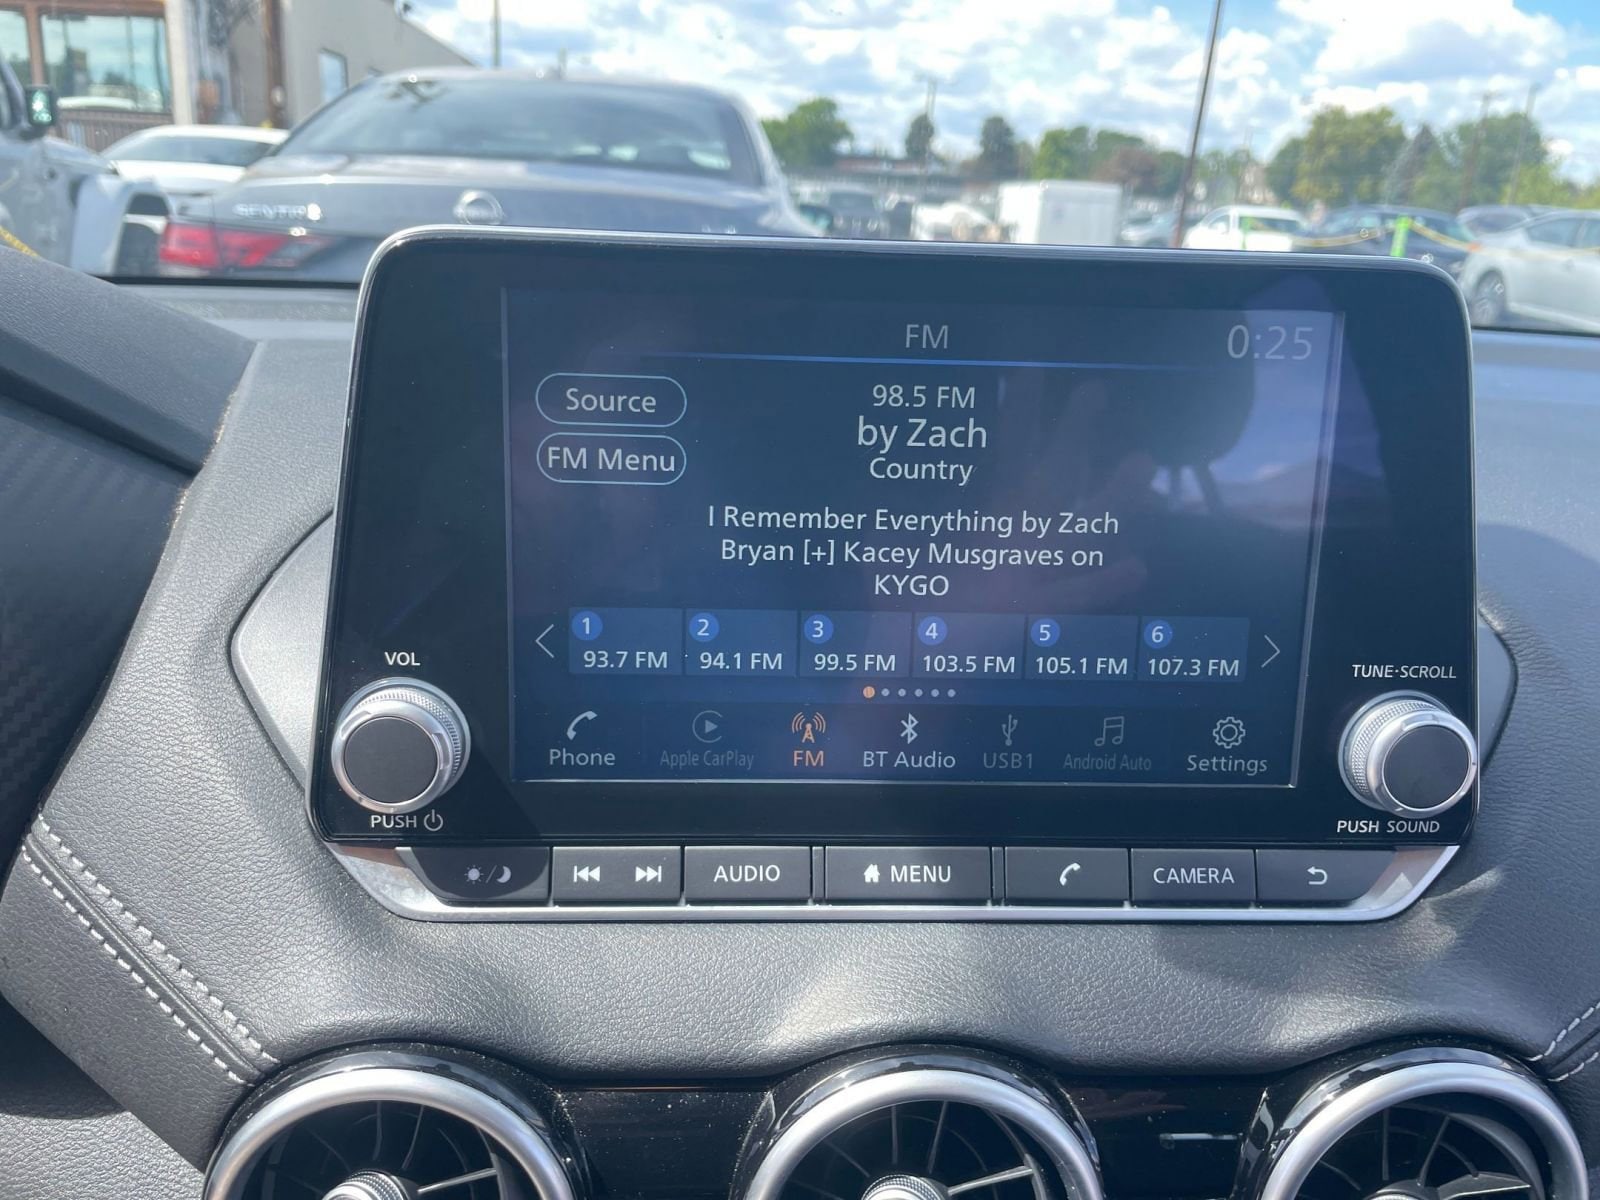 SENTRA
FM
0:25
Source
98.5 FM
by Zach
FM Menu
Country
I Remember Everything by Zach
Bryan [+] Kacey Musgraves on
KYGO
1
2
3
4
5
6
93.7 FM
94.1 FM
99.5 FM
103.5 FM
105.1 FM
107.3 FM
VOL
TUNE·SCROLL
Phone
Apple CarPlay
FM
BT Audio
USB1
Android Auto
Settings
PUSH
PUSH SOUND
AUDIO
MENU
CAMERA